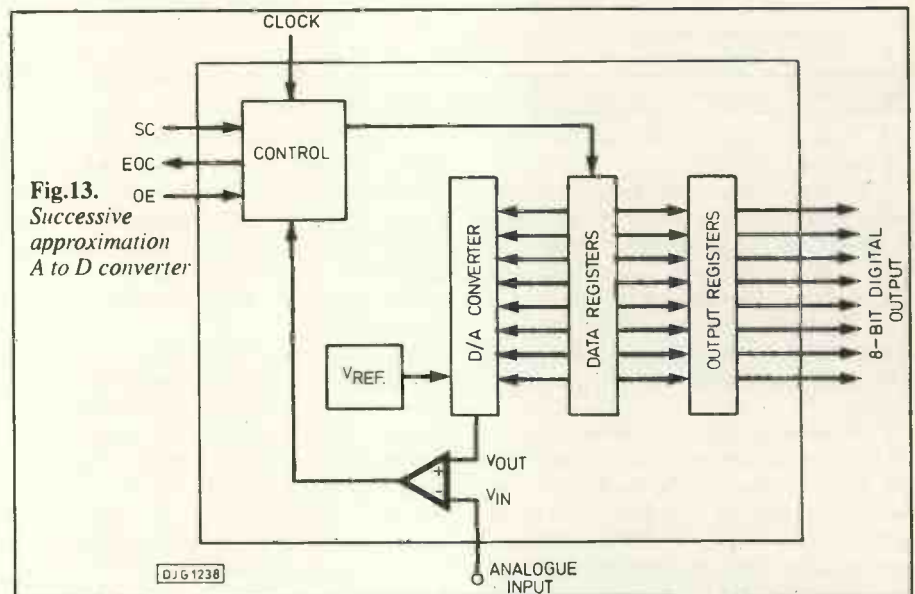 CLOCK
SC
EOC
OE
CONTROL
Fig.13.
Successive
approximation
A to D converter
D/A CONVERTER
DATA REGISTERS
OUTPUT REGISTERS
8-BIT DIGITAL
OUTPUT
VREF.
VOUT
+
-
VIN
DJG1238
ANALOGUE
INPUT